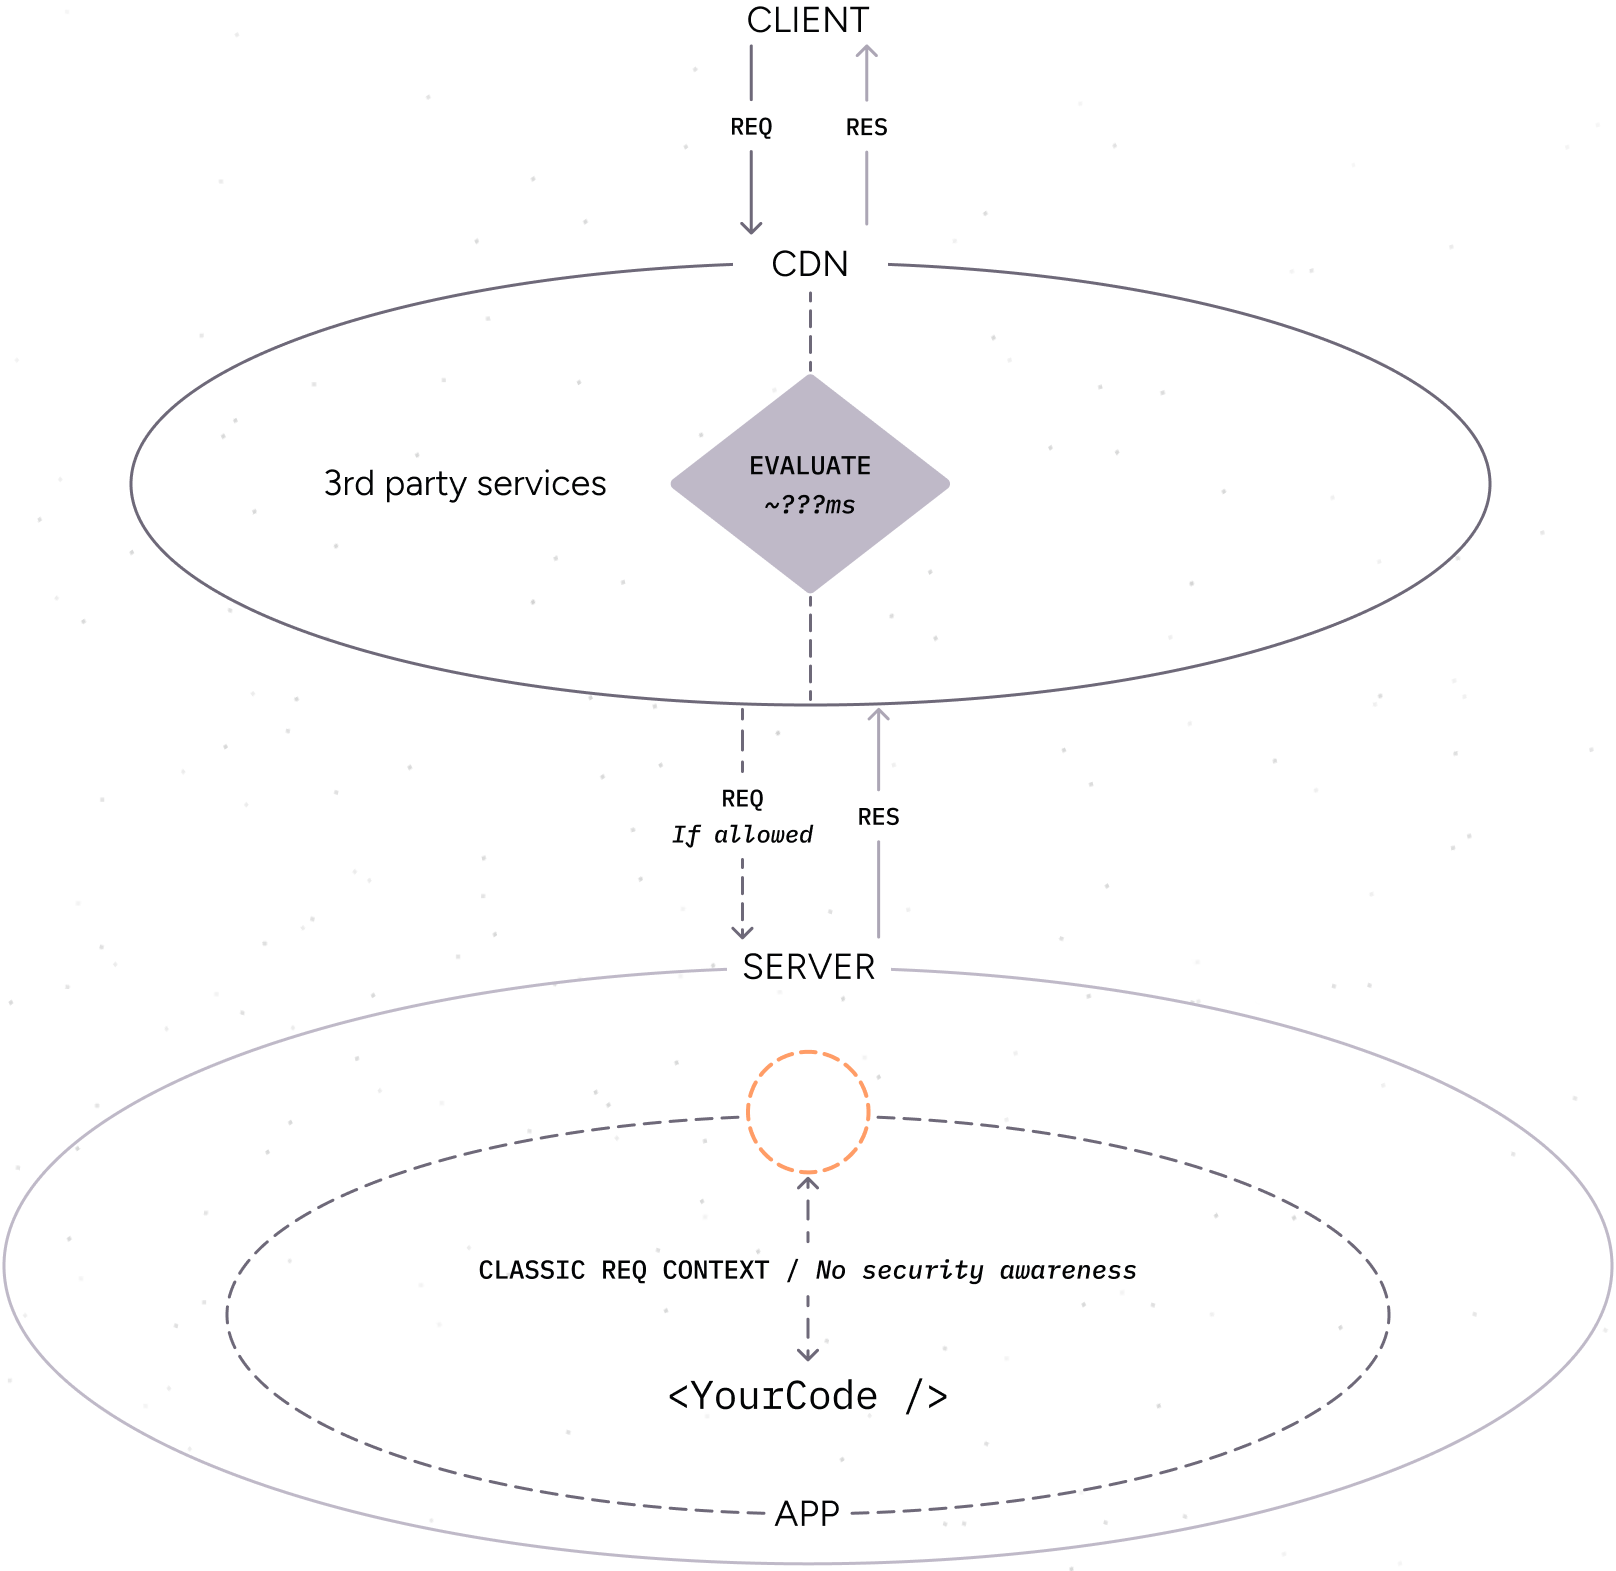 CLIENT
REQ
RES
CDN
3rd party services
EVALUATE
~???ms
REQ
If allowed
RES
SERVER
CLASSIC REQ CONTEXT / No security awareness
<YourCode />
APP